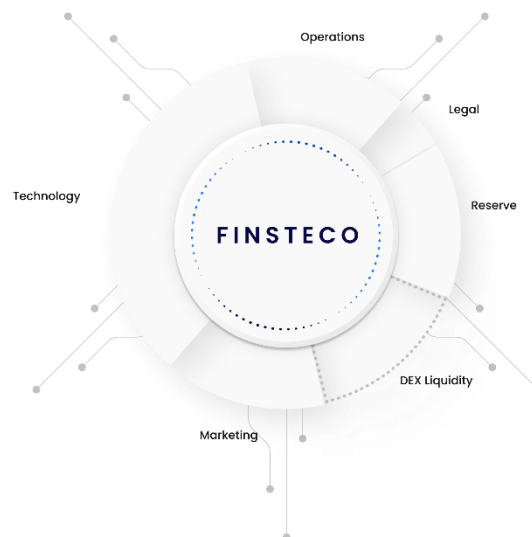 Operations
Legal
Technology
Reserve
FINSTECO
DEX Liquidity
Marketing